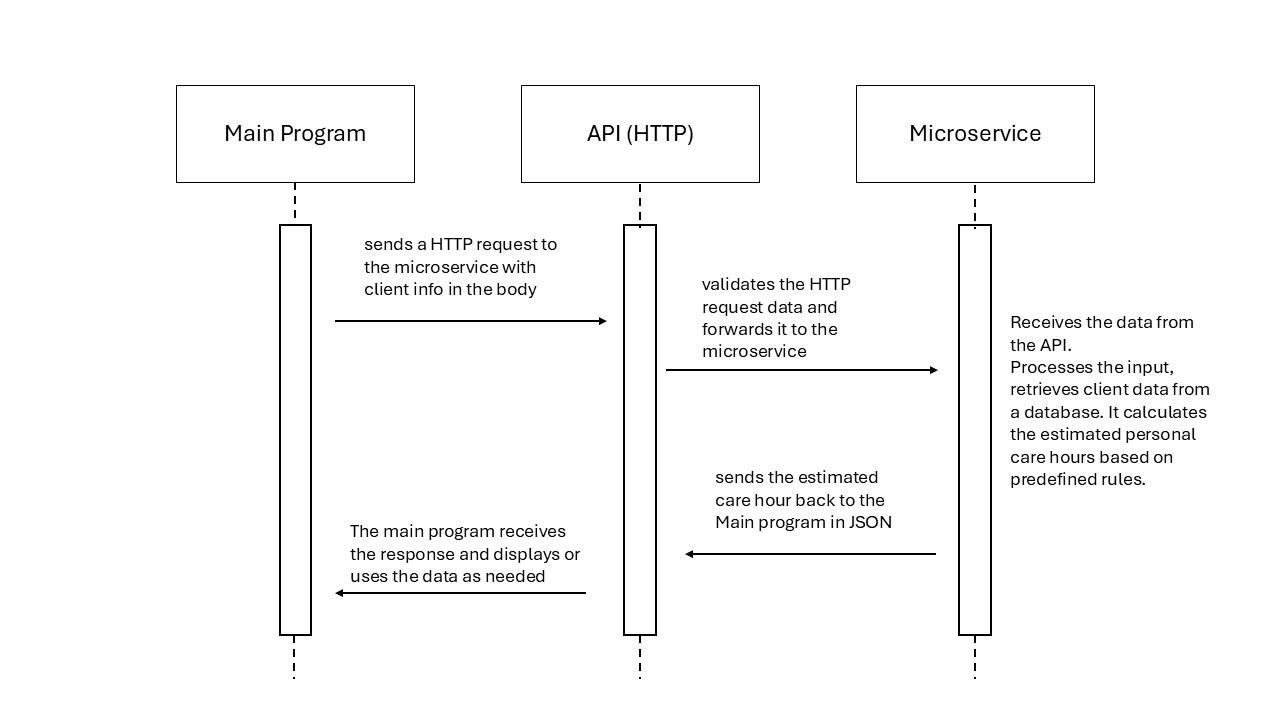 Main Program
API (HTTP)
Microservice
sends a HTTP request to
the microservice with
client info in the body
validates the HTTP
request data and
forwards it to the
microservice
Receives the data from
the API.
Processes the input,
retrieves client data from
a database. It calculates
the estimated personal
care hours based on
predefined rules.
sends the estimated
care hour back to the
Main program in JSON
The main program receives
the response and displays or
uses the data as needed